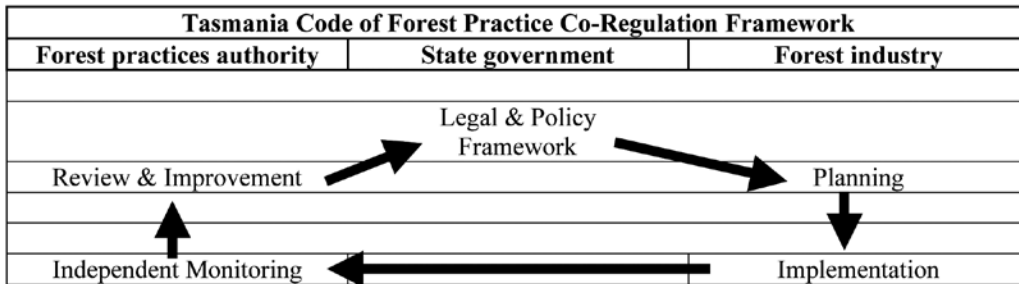 Tasmania Code of Forest Practice Co-Regulation Framework
Forest practices authority State government Forest industry
Legal & Policy
Framework
Review & Improvement Planning
Independent Monitoring Implementation